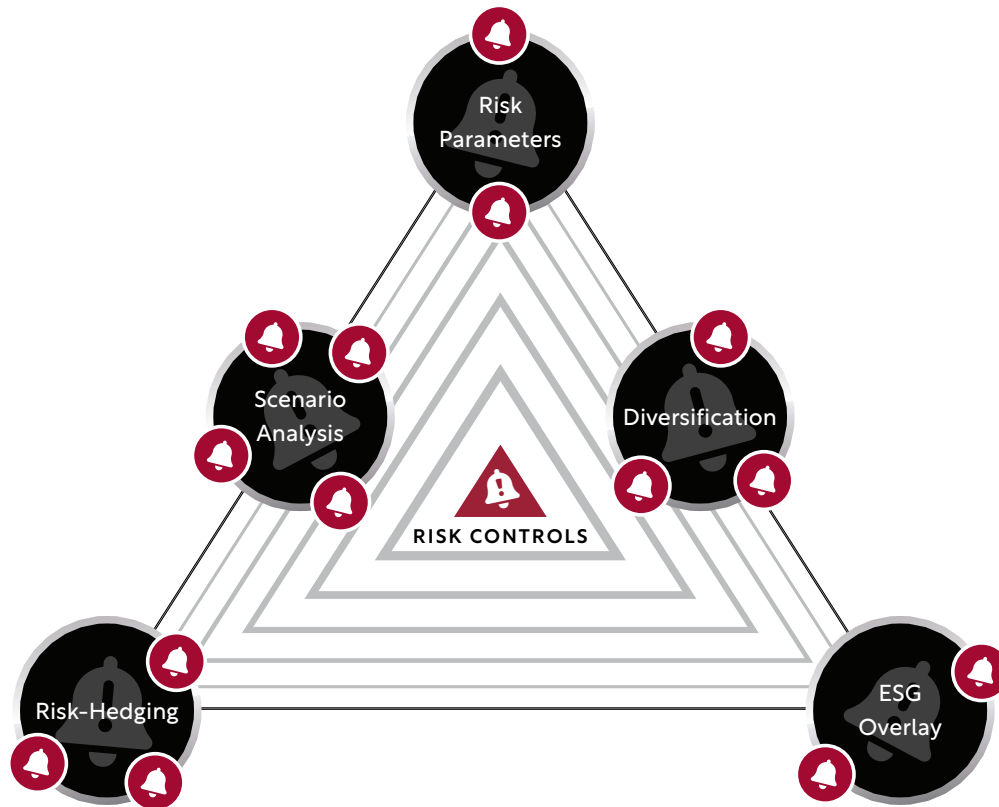 Risk
Parameters
Scenario
Analysis
Diversification
RISK CONTROLS
Risk-Hedging
ESG
Overlay